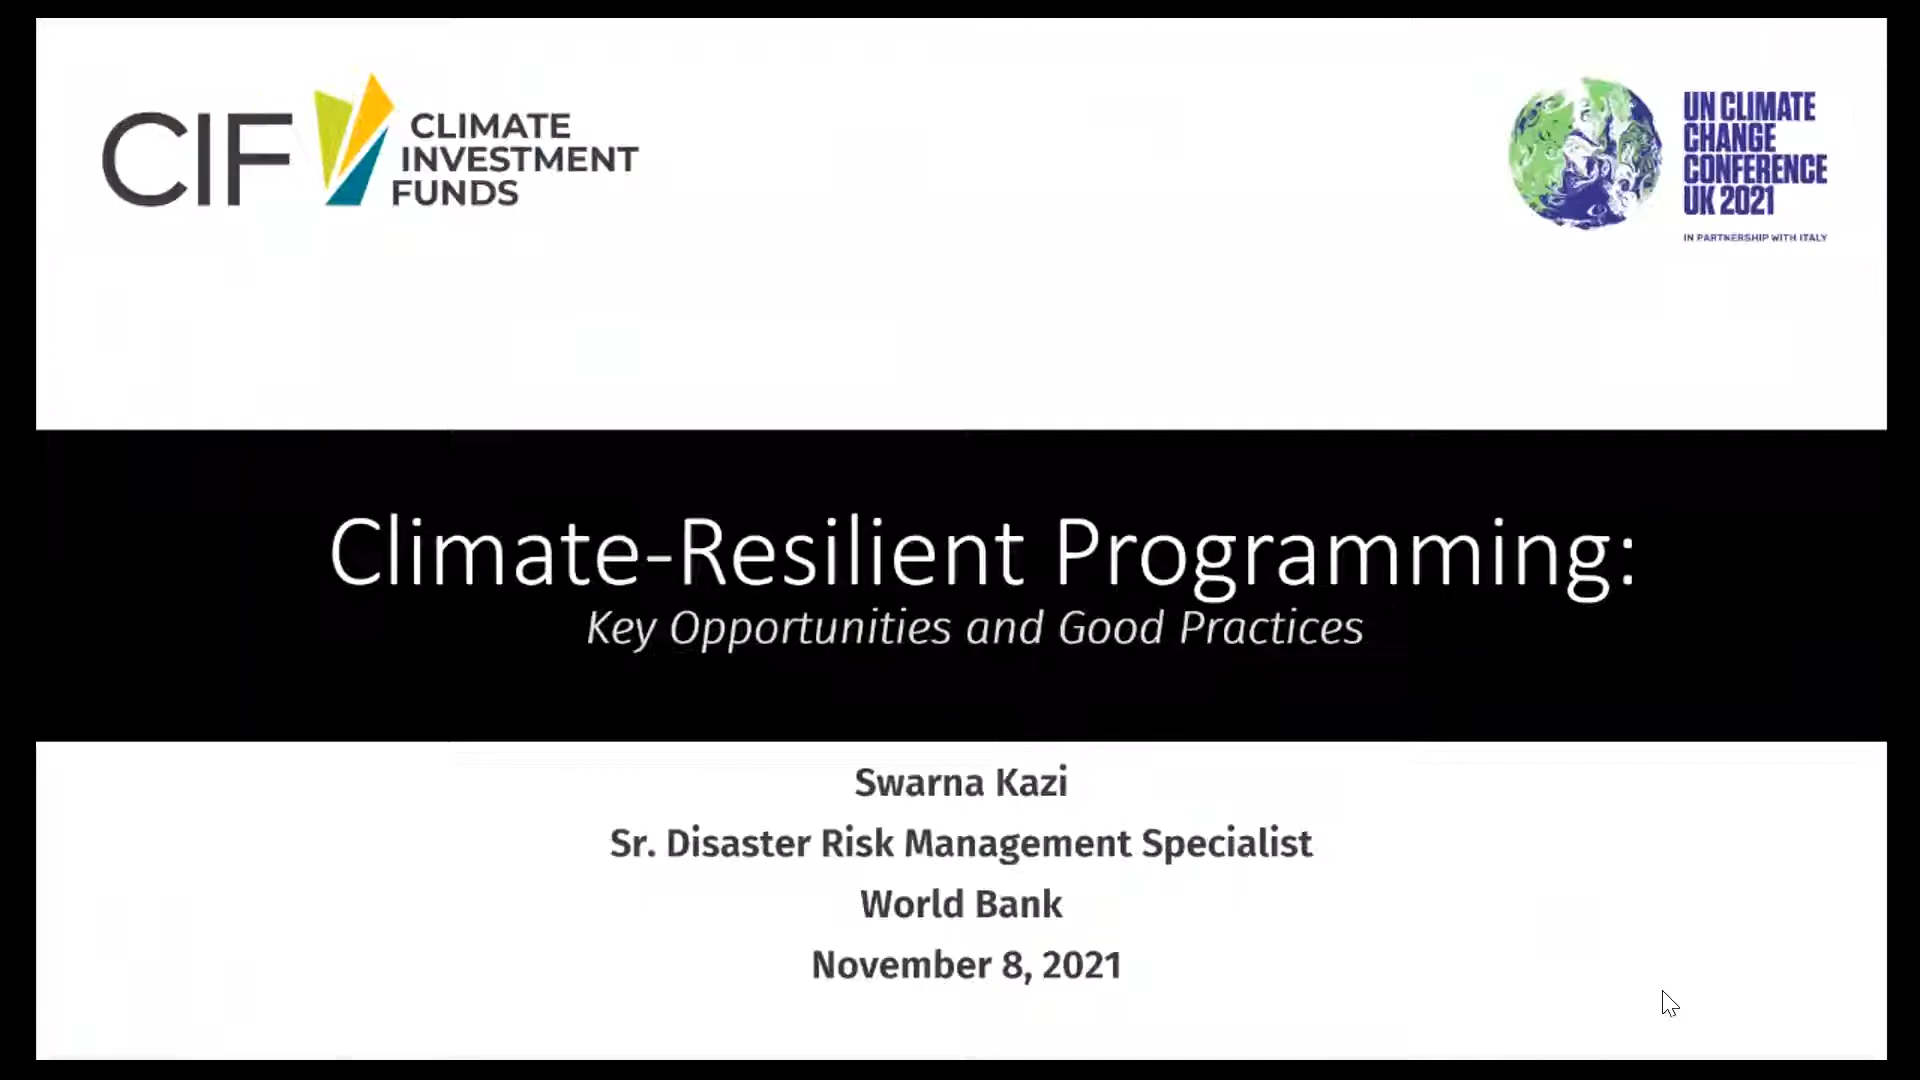 CIF
CLIMATE
INVESTMENT
FUNDS
UN CLIMATE
CHANGE
CONFERENCE
UK 2021
IN PARTNERSHIP WITH ITALY
Climate-Resilient Programming:
Key Opportunities and Good Practices
Swarna Kazi
Sr. Disaster Risk Management Specialist
World Bank
November 8, 2021